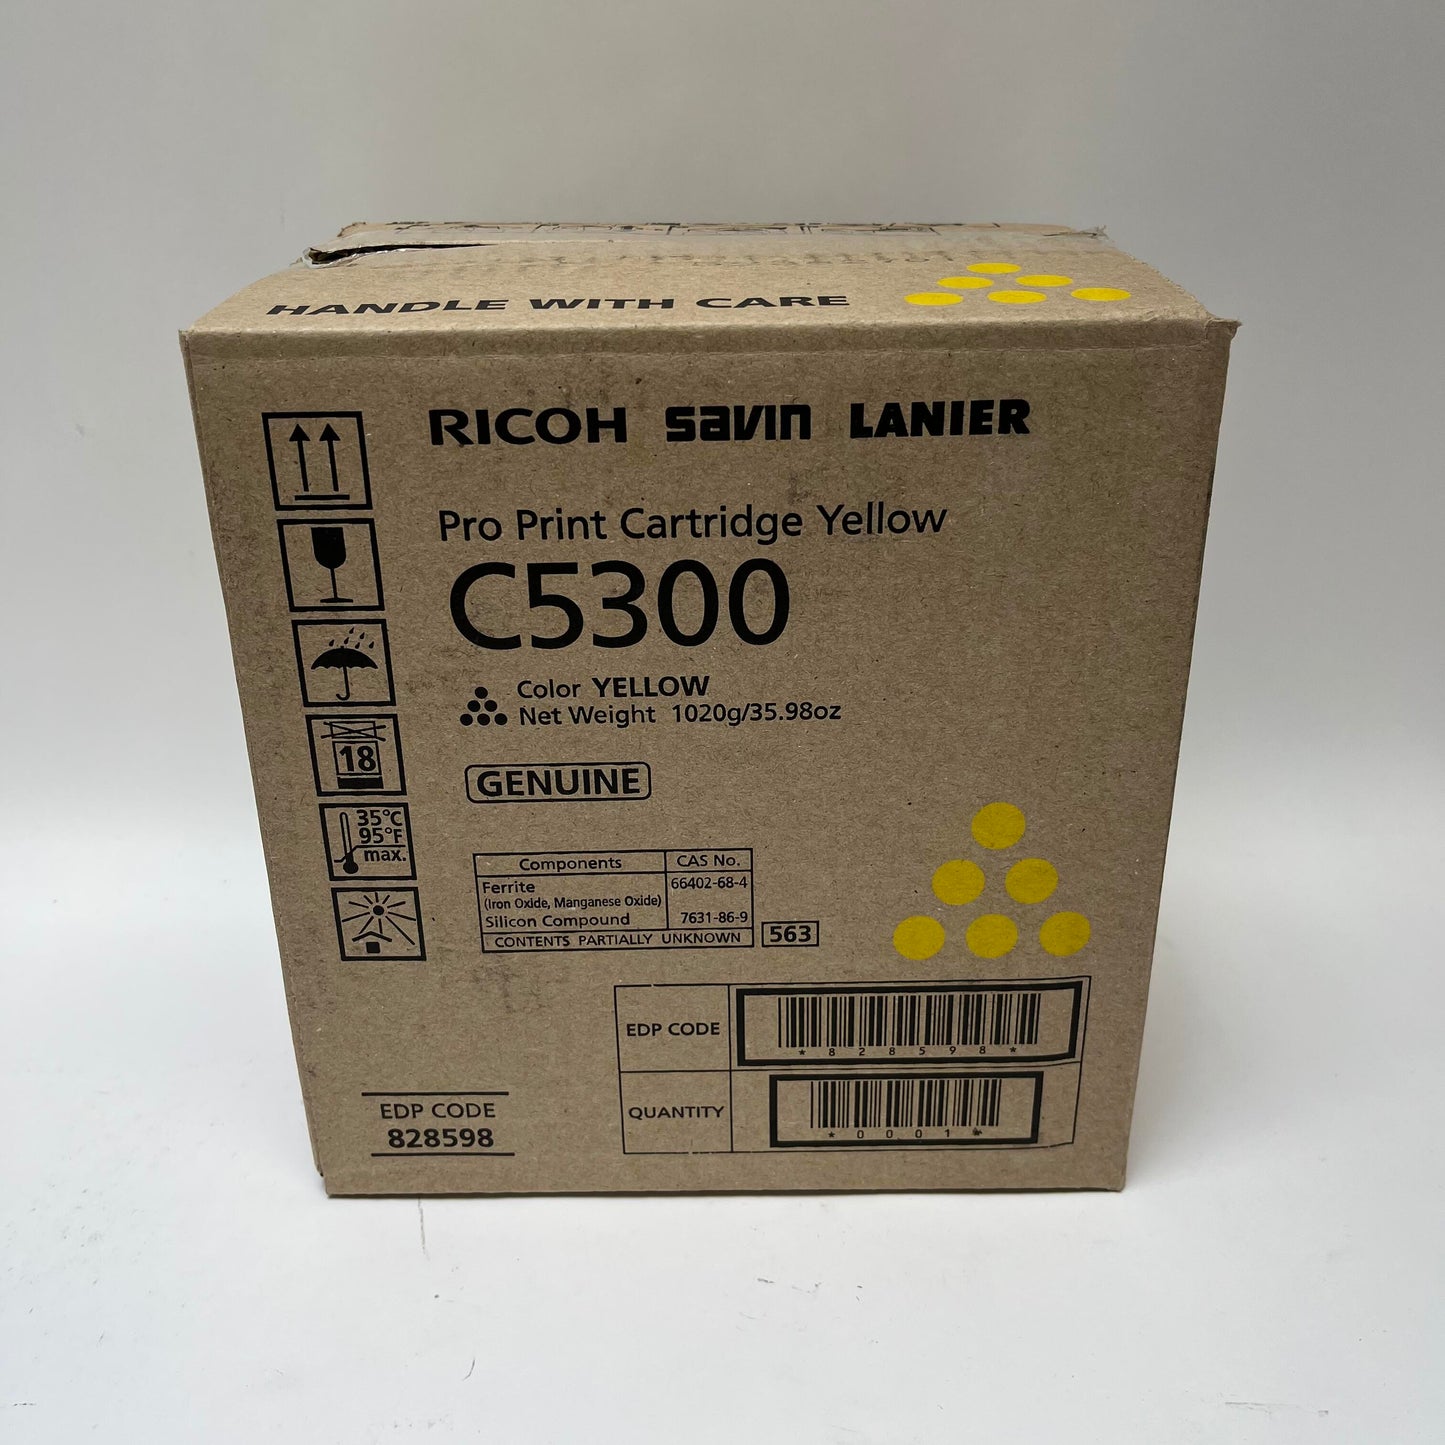 HANDLE WITH CARE
RICOH savin LANIER
Pro Print Cartridge Yellow
C5300
Color YELLOW
Net Weight 1020g/35.98oz
GENUINE
18
35°C
95°F
max.
Components CAS No.
Ferrite 66402-68-4
(Iron Oxide, Manganese Oxide)
Silicon Compound 7631-86-9
CONTENTS PARTIALLY UNKNOWN 563
EDP CODE
*828598*
QUANTITY
*0001*
EDP CODE
828598